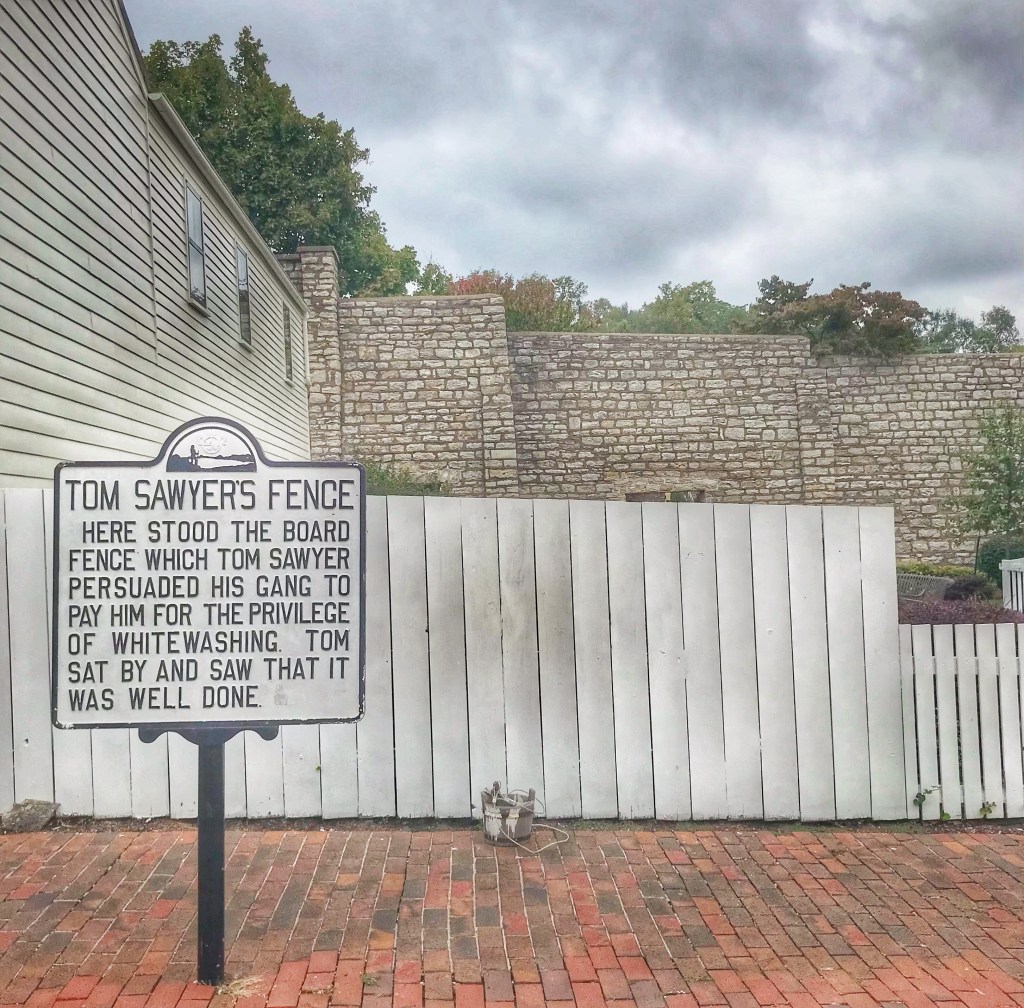 TOM SAWYER'S FENCE
HERE STOOD THE BOARD
FENCE WHICH TOM SAWYER
PERSUADED HIS GANG TO
PAY HIM FOR THE PRIVILEGE
OF WHITEWASHING. TOM
SAT BY AND SAW THAT IT
WAS WELL DONE.